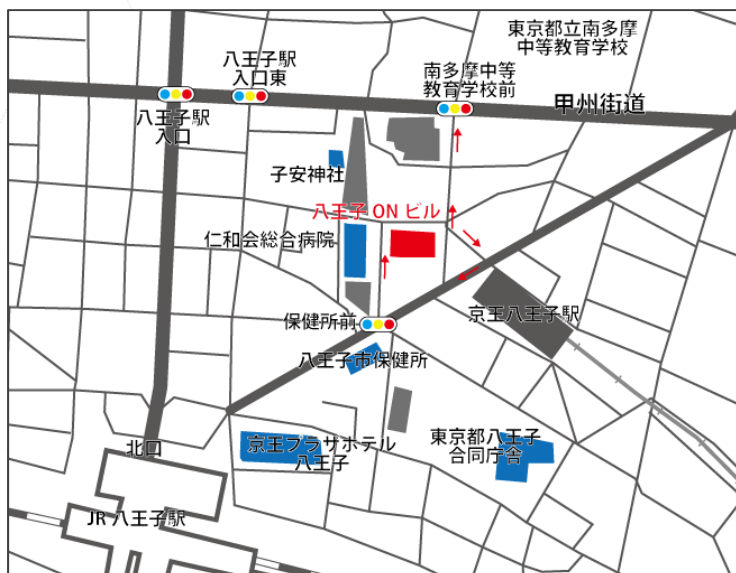 東京都立南多摩
中等教育学校
八王子駅
入口東
南多摩中等
教育学校前
甲州街道
八王子駅
入口
子安神社
八王子 ON ビル
仁和会総合病院
京王八王子駅
保健所前
八王子市保健所
北口
京王プラザホテル
八王子
東京都八王子
合同庁舎
JR 八王子駅